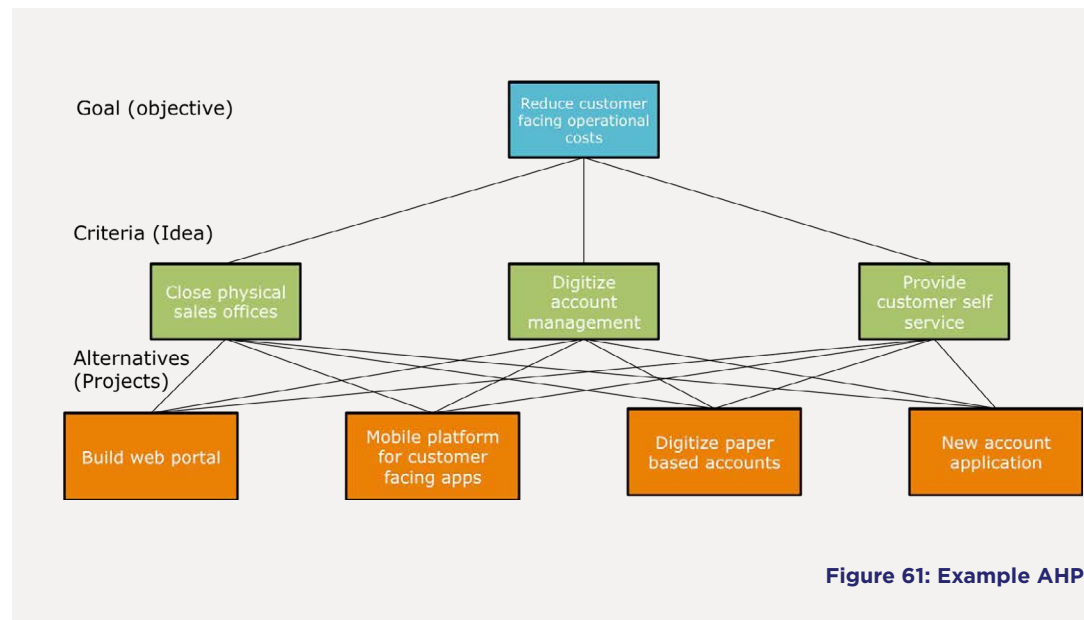 Goal (objective)
Reduce customer
facing operational
costs
Criteria (Idea)
Close physical
sales offices
Digitize
account
management
Provide
customer self
service
Alternatives
(Projects)
Build web portal
Mobile platform
for customer
facing apps
Digitize paper
based accounts
New account
application
Figure 61: Example AHP